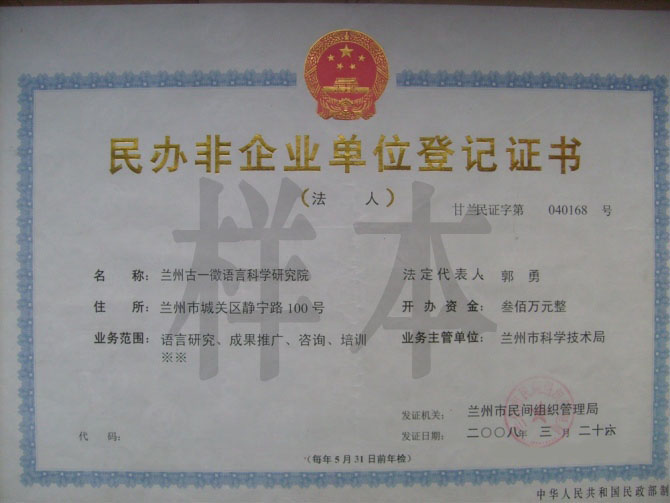 民办非企业单位登记证书
（法 人）
甘兰民证字第 040168 号
样本
名 称：兰州古一微语言科学研究院
法定代表人 郭 勇
住 所：兰州市城关区静宁路100号
开 办 资 金：叁佰万元整
业务范围：语言研究、成果推广、咨询、培训
※※
业务主管单位：兰州市科学技术局
发证机关：兰州市民间组织管理局
代 码：
发证日期：二〇〇八年 三 月 二十六
（每年5月31日前年检）
中华人民共和国民政部制